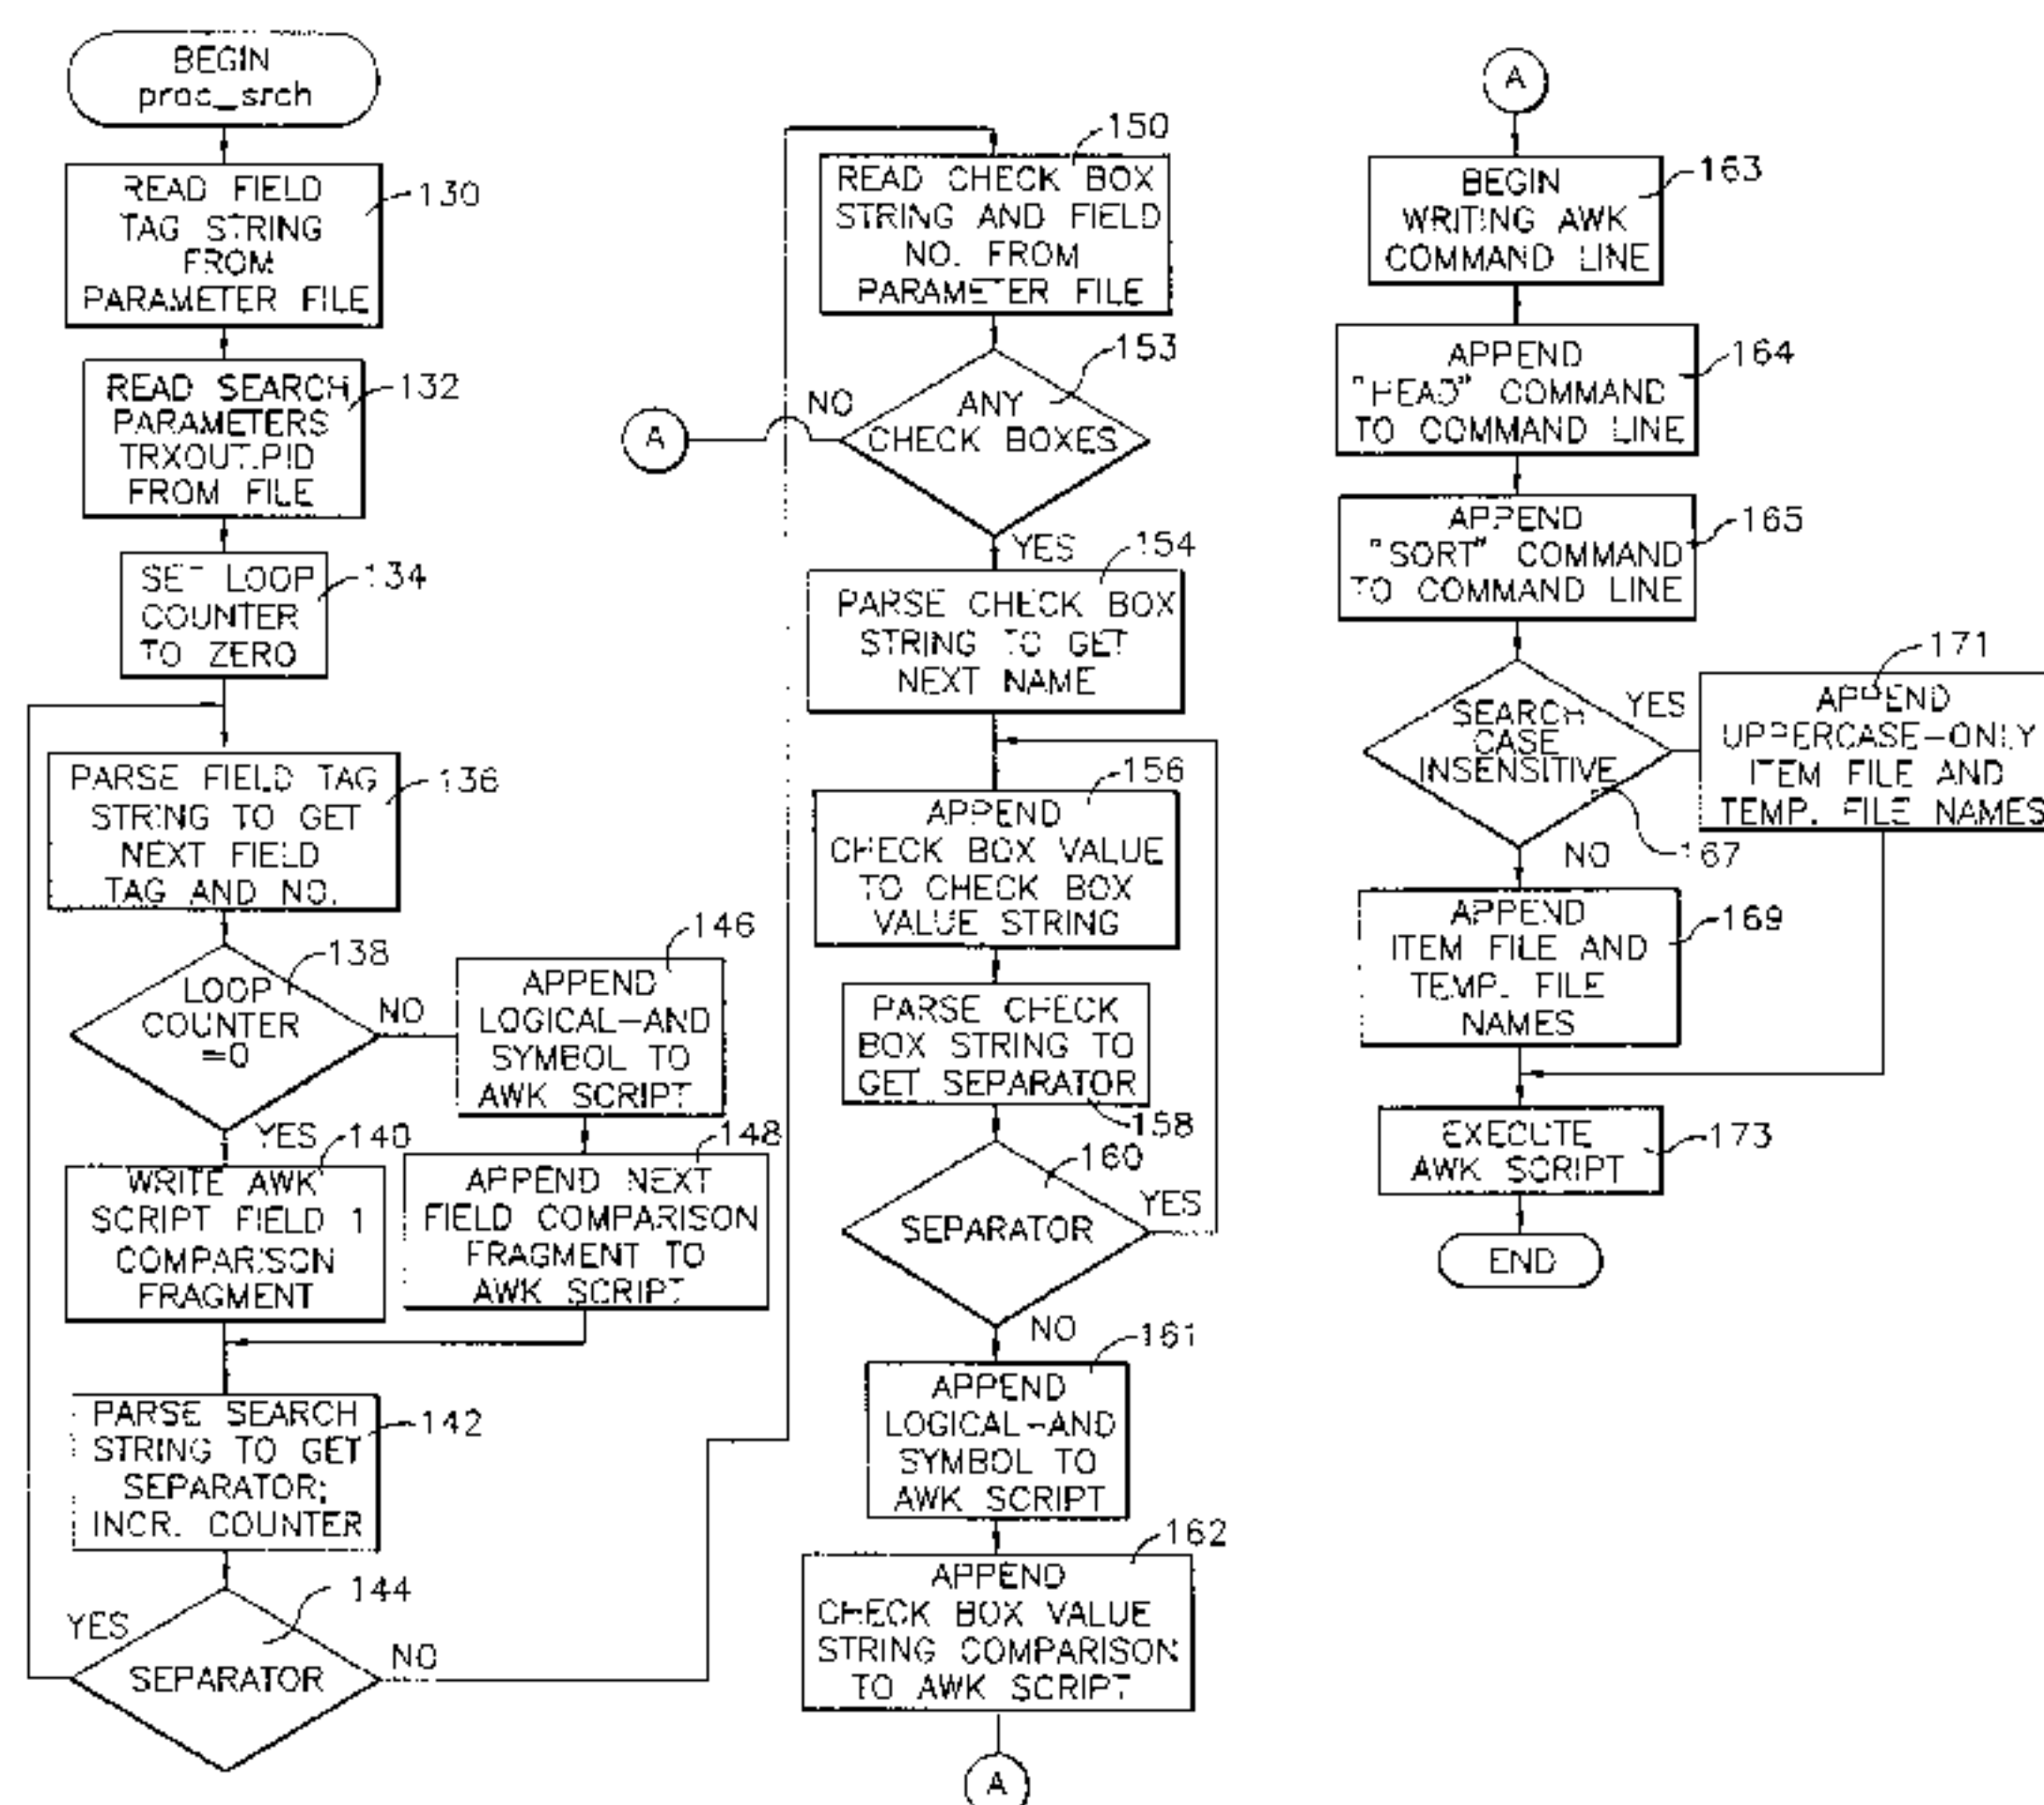 BEGIN
proc_srch
READ FIELD
TAG STRING
FROM
PARAMETER FILE
130
READ SEARCH
PARAMETERS
TRXOUT.PID
FROM FILE
132
SET LOOP
COUNTER
TO ZERO
134
PARSE FIELD TAG
STRING TO GET
NEXT FIELD
TAG AND NO.
136
LOOP
COUNTER
=0
138
NO
YES
APPEND
LOGICAL-AND
SYMBOL TO
AWK SCRIPT
146
WRITE AWK
SCRIPT FIELD 1
COMPARISON
FRAGMENT
140
APPEND NEXT
FIELD COMPARISON
FRAGMENT TO
AWK SCRIPT
148
PARSE SEARCH
STRING TO GET
SEPARATOR;
INCR. COUNTER
142
SEPARATOR
144
YES
NO
READ CHECK BOX
STRING AND FIELD
NO. FROM
PARAMETER FILE
150
ANY
CHECK BOXES
153
NO
A
YES
PARSE CHECK BOX
STRING TO GET
NEXT NAME
154
APPEND
CHECK BOX VALUE
TO CHECK BOX
VALUE STRING
156
PARSE CHECK
BOX STRING TO
GET SEPARATOR
158
SEPARATOR
160
YES
NO
APPEND
LOGICAL-AND
SYMBOL TO
AWK SCRIPT
161
APPEND
CHECK BOX VALUE
STRING COMPARISON
TO AWK SCRIPT
162
A
A
BEGIN
WRITING AWK
COMMAND LINE
163
APPEND
"HEAD" COMMAND
TO COMMAND LINE
164
APPEND
"SORT" COMMAND
TO COMMAND LINE
165
SEARCH
CASE
INSENSITIVE
167
YES
NO
APPEND
UPPERCASE-ONLY
ITEM FILE AND
TEMP. FILE NAMES
171
APPEND
ITEM FILE AND
TEMP. FILE
NAMES
169
EXECUTE
AWK SCRIPT
173
END